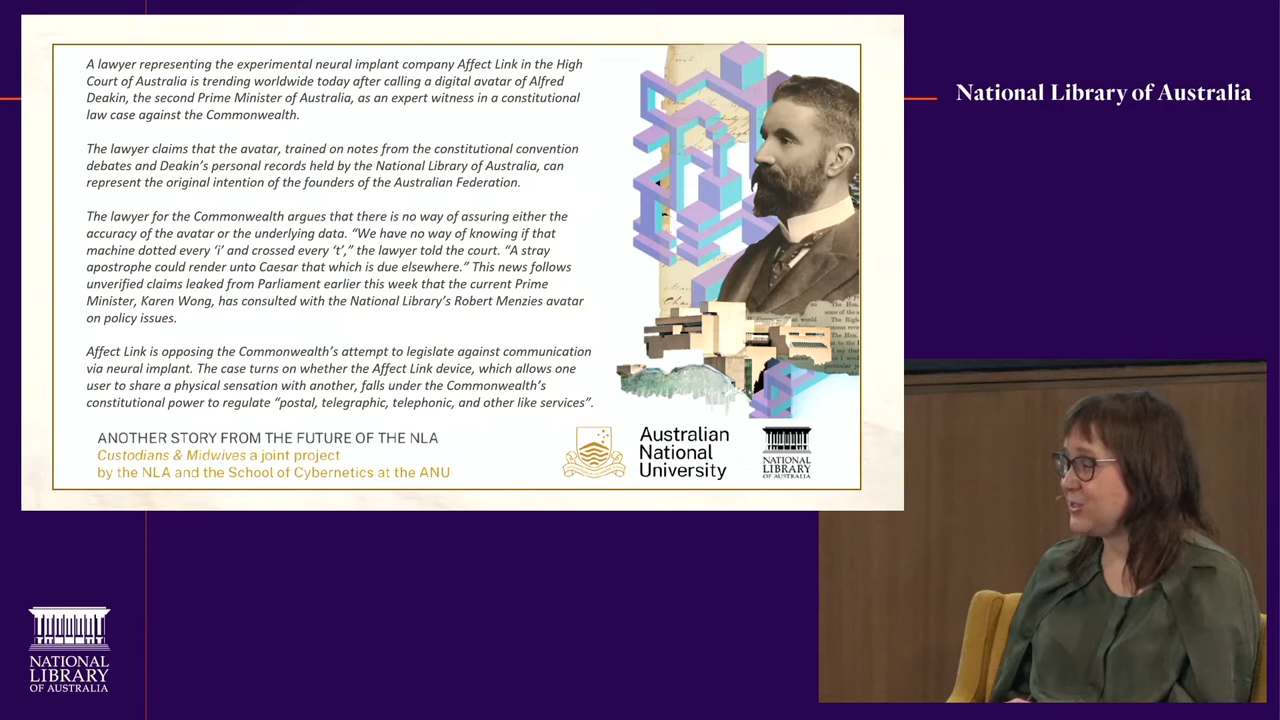 A lawyer representing the experimental neural implant company Affect Link in the High
Court of Australia is trending worldwide today after calling a digital avatar of Alfred
Deakin, the second Prime Minister of Australia, as an expert witness in a constitutional
law case against the Commonwealth.
The lawyer claims that the avatar, trained on notes from the constitutional convention
debates and Deakin’s personal records held by the National Library of Australia, can
represent the original intention of the founders of the Australian Federation.
The lawyer for the Commonwealth argues that there is no way of assuring either the
accuracy of the avatar or the underlying data. “We have no way of knowing if that
machine dotted every ‘i’ and crossed every ‘t’,” the lawyer told the court. “A stray
apostrophe could render unto Caesar that which is due elsewhere.” This news follows
unverified claims leaked from Parliament earlier this week that the current Prime
Minister, Karen Wong, has consulted with the National Library’s Robert Menzies avatar
on policy issues.
Affect Link is opposing the Commonwealth’s attempt to legislate against communication
via neural implant. The case turns on whether the Affect Link device, which allows one
user to share a physical sensation with another, falls under the Commonwealth’s
constitutional power to regulate “postal, telegraphic, telephonic, and other like services”.
ANOTHER STORY FROM THE FUTURE OF THE NLA
Custodians & Midwives a joint project
by the NLA and the School of Cybernetics at the ANU
Australian
National
University
NATIONAL
LIBRARY
OF AUSTRALIA
National Library of Australia
NATIONAL
LIBRARY
OF AUSTRALIA